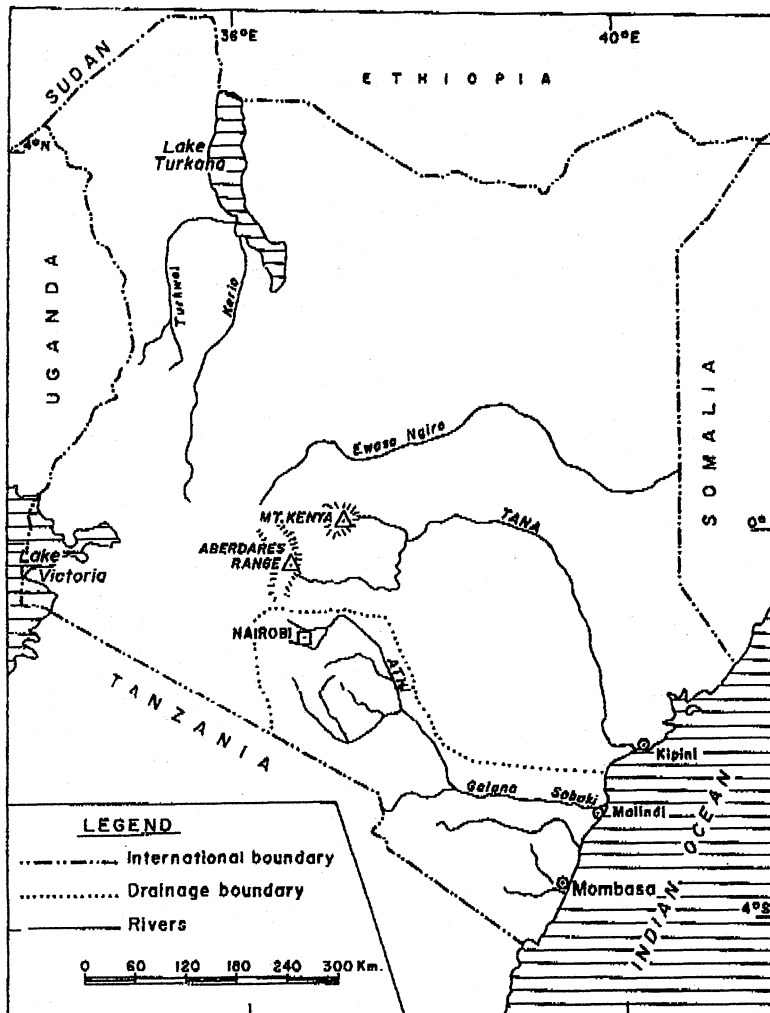 36°E
40°E
SUDAN
ETHIOPIA
4°N
Lake
Turkana
UGANDA
Turkwel
Kerio
SOMALIA
Ewaso Ngiro
MT. KENYA
TANA
0°
ABERDARES
RANGE
Lake
Victoria
NAIROBI
ATHI
TANZANIA
Kipini
Galana
Sabaki
Malindi
INDIAN OCEAN
Mombasa
4°S
LEGEND
International boundary
Drainage boundary
Rivers
0 60 120 180 240 300 Km.